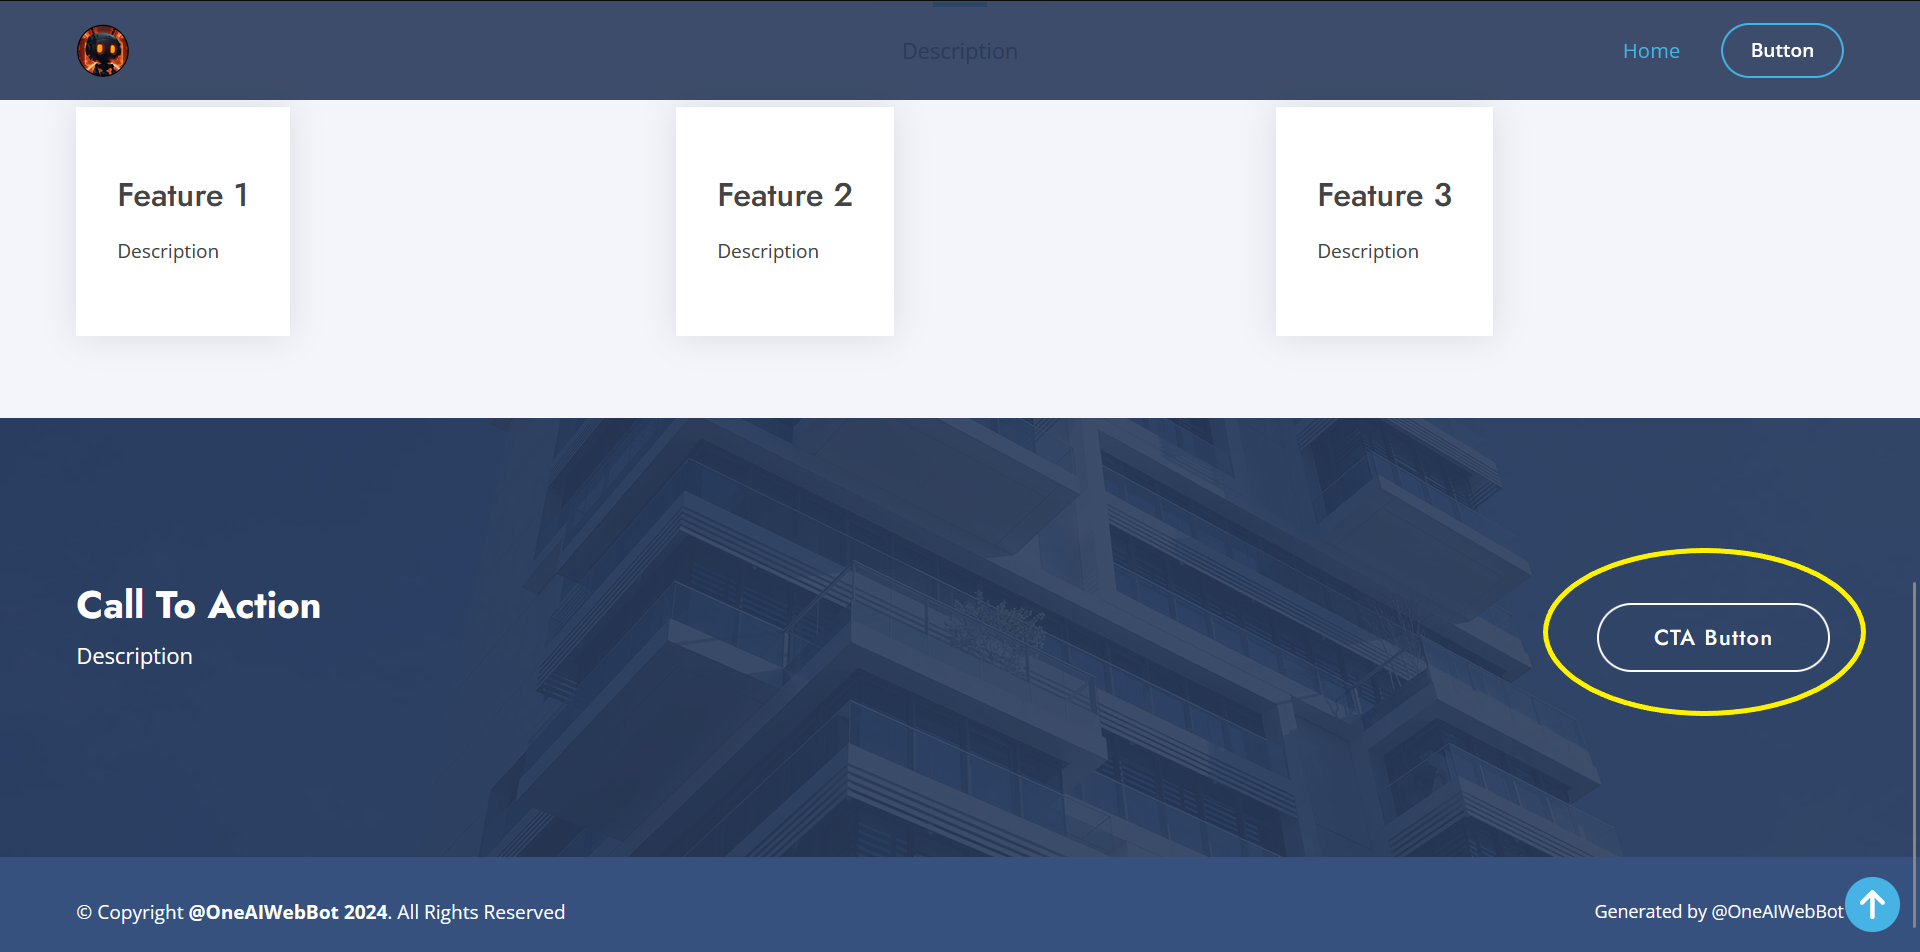 Description
Home
Button
Feature 1
Description
Feature 2
Description
Feature 3
Description
Call To Action
Description
CTA Button
© Copyright @OneAIWebBot 2024. All Rights Reserved
Generated by @OneAIWebBot